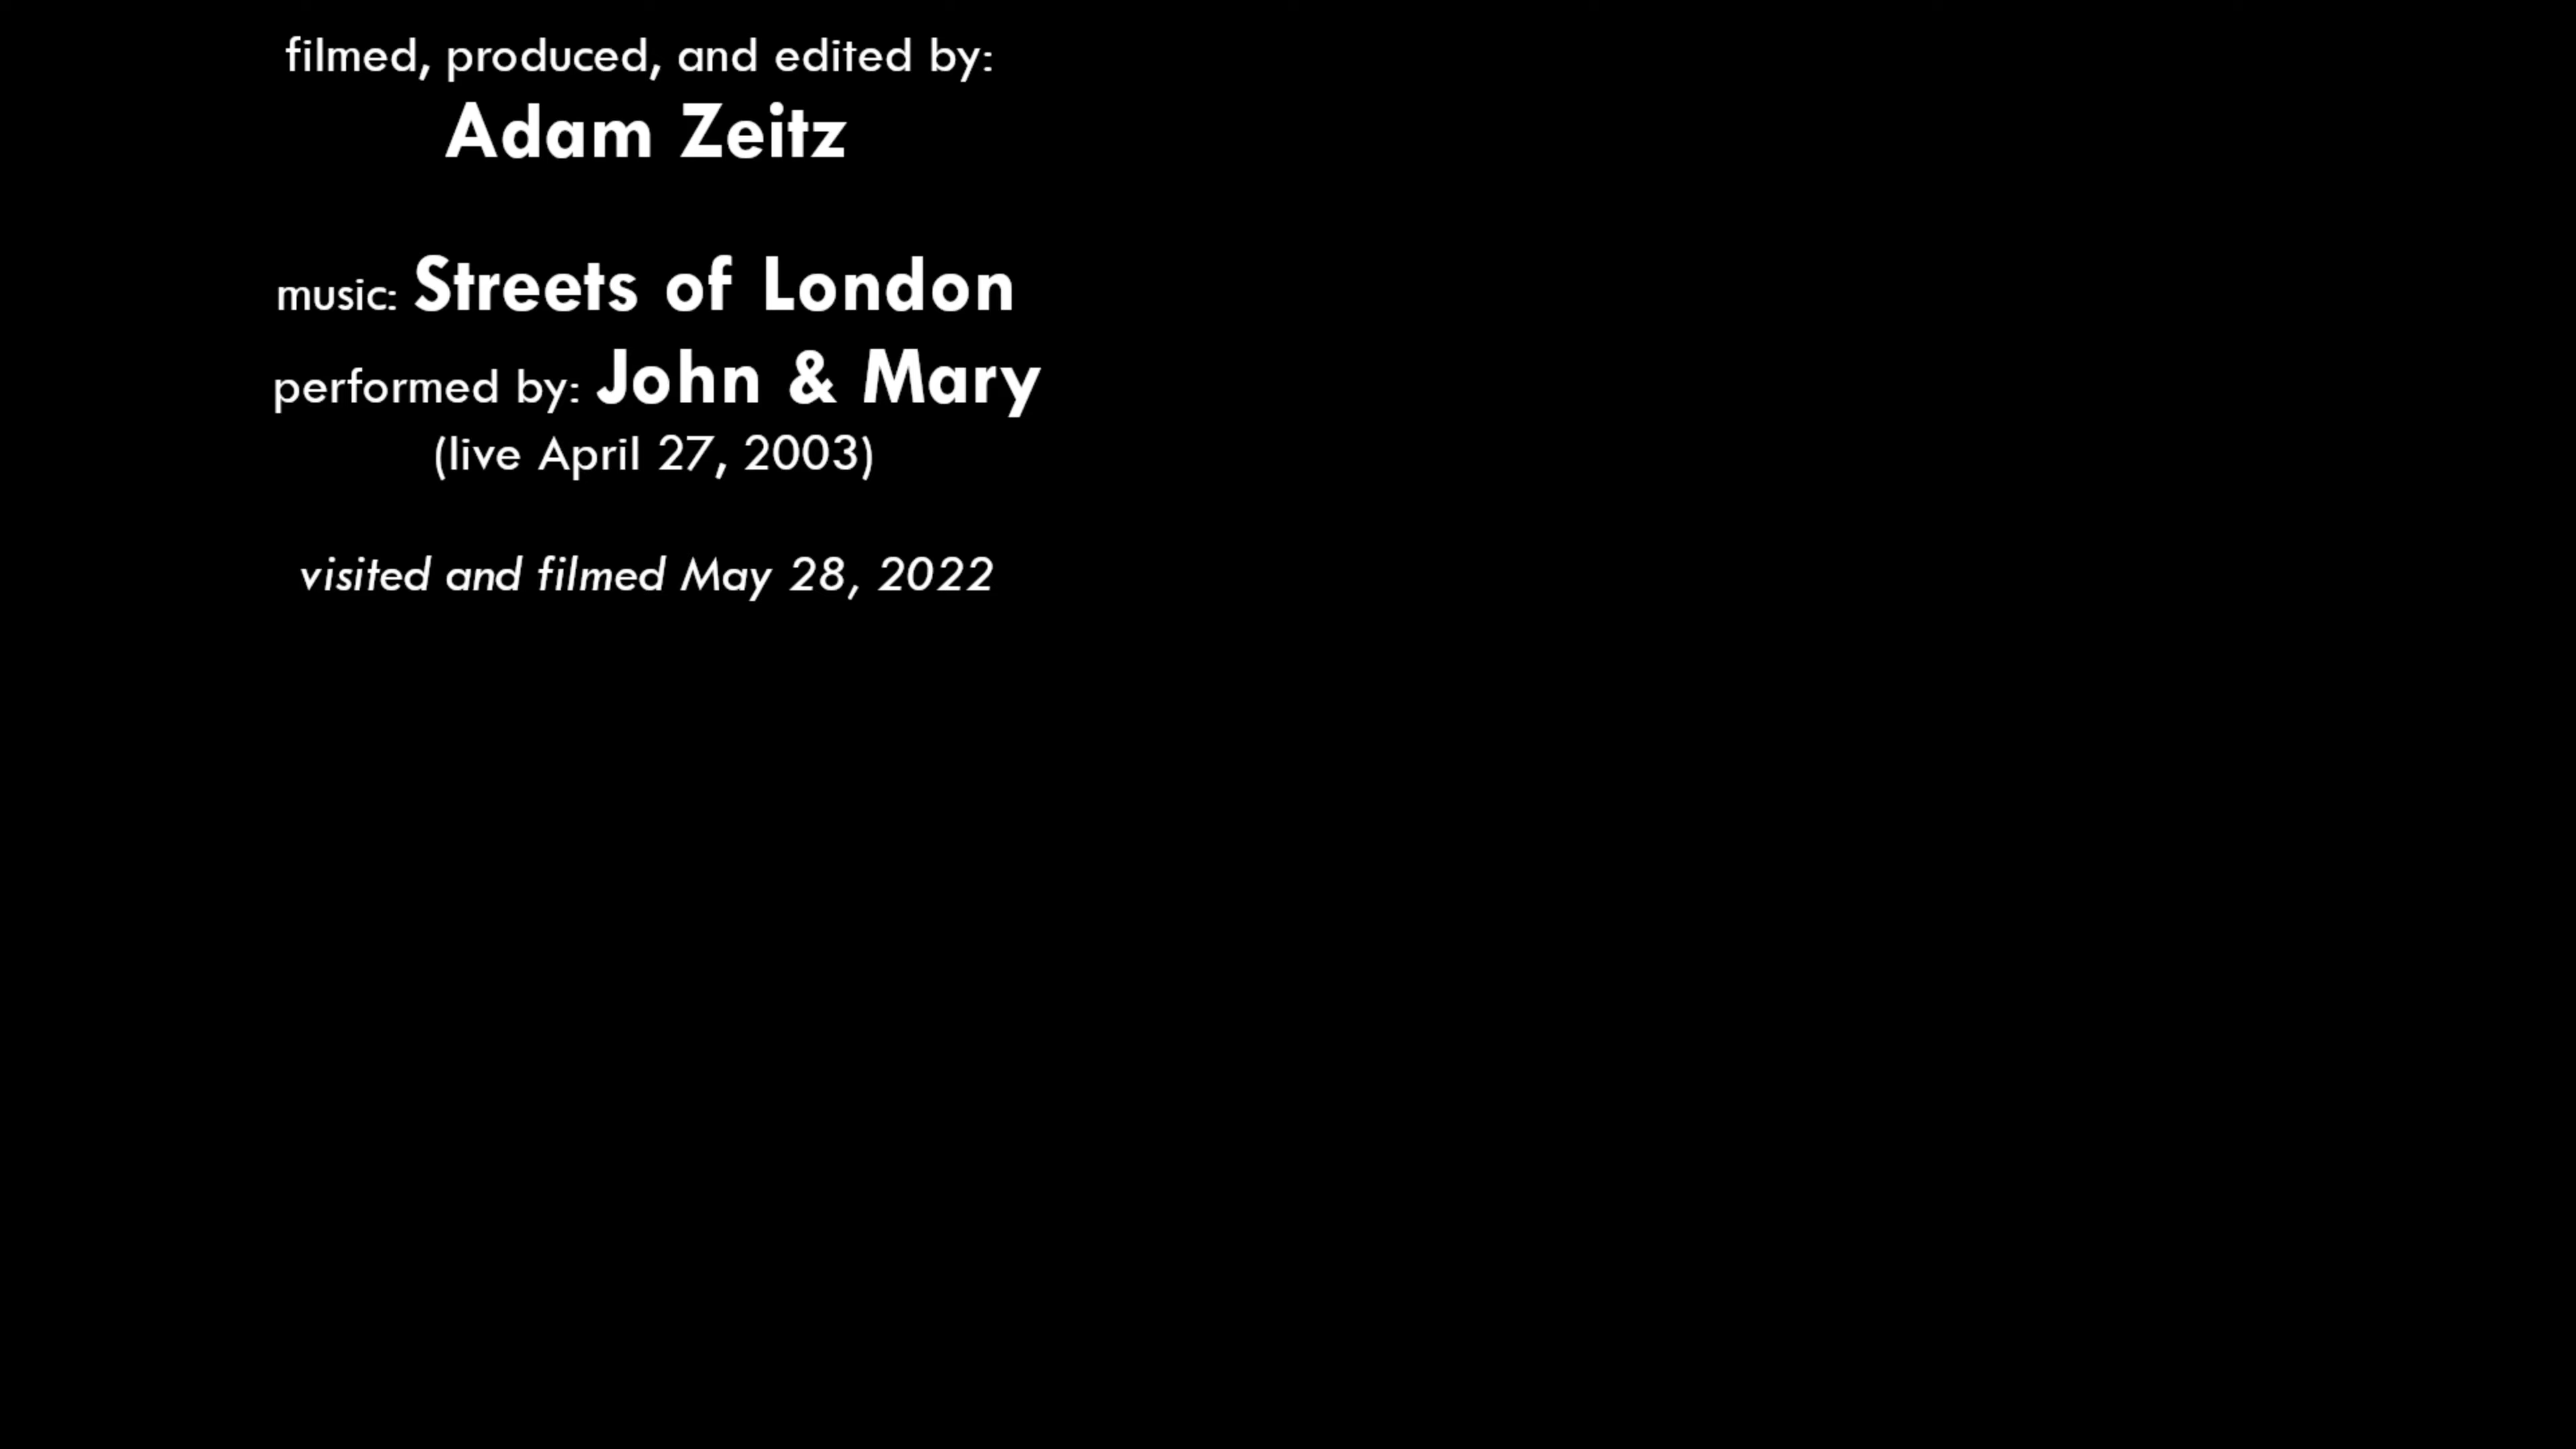 filmed, produced, and edited by:
Adam Zeitz
music: Streets of London
performed by: John & Mary
(live April 27, 2003)
visited and filmed May 28, 2022